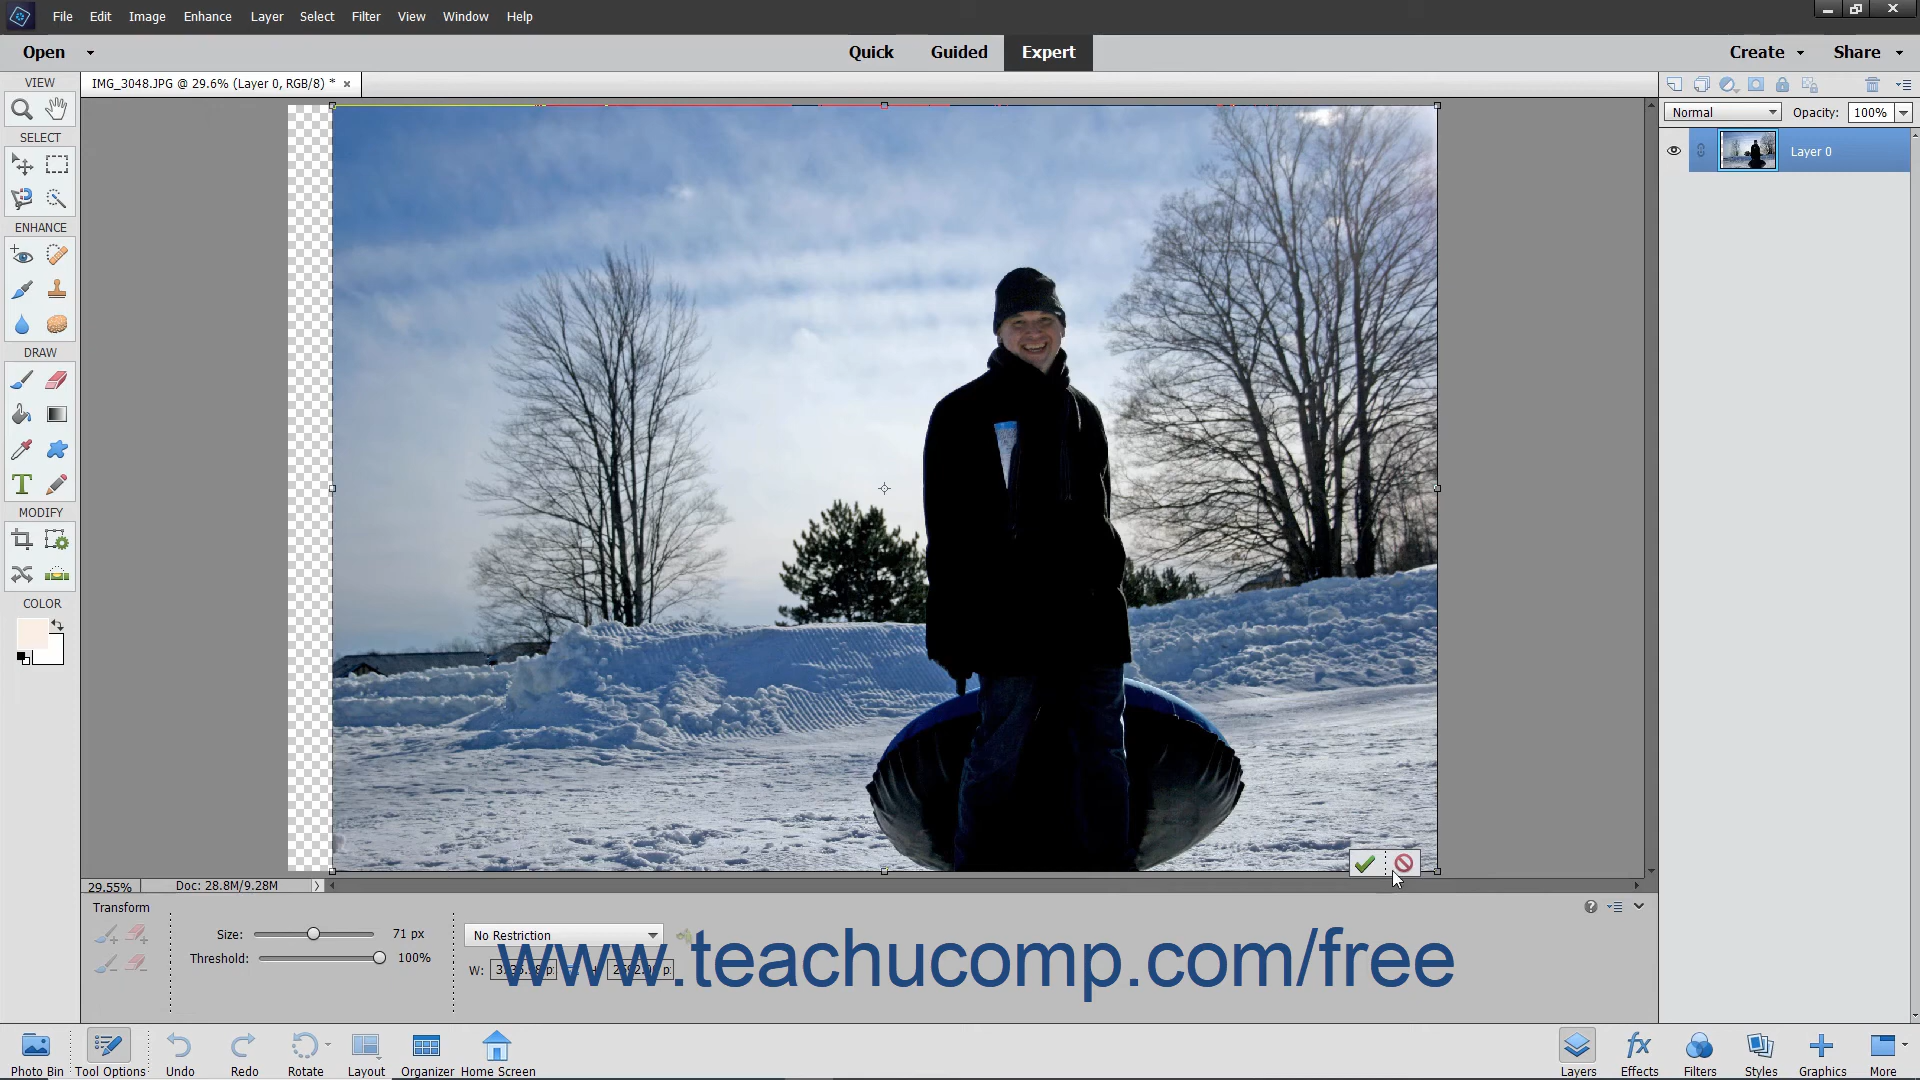 File Edit Image Enhance Layer Select Filter View Window Help
Open Quick Guided Expert Create Share
VIEW
IMG_3048.JPG @ 29.6% (Layer 0, RGB/8) * ×
Normal Opacity: 100%
SELECT
Layer 0
ENHANCE
DRAW
T
MODIFY
COLOR
29.55% Doc: 28.8M/9.28M
Transform
Size: 71 px
No Restriction
Threshold: 100%
W: H:
www.teachucomp.com/free
Photo Bin Tool Options Undo Redo Rotate Layout Organizer Home Screen
fx
Layers Effects Filters Styles Graphics More